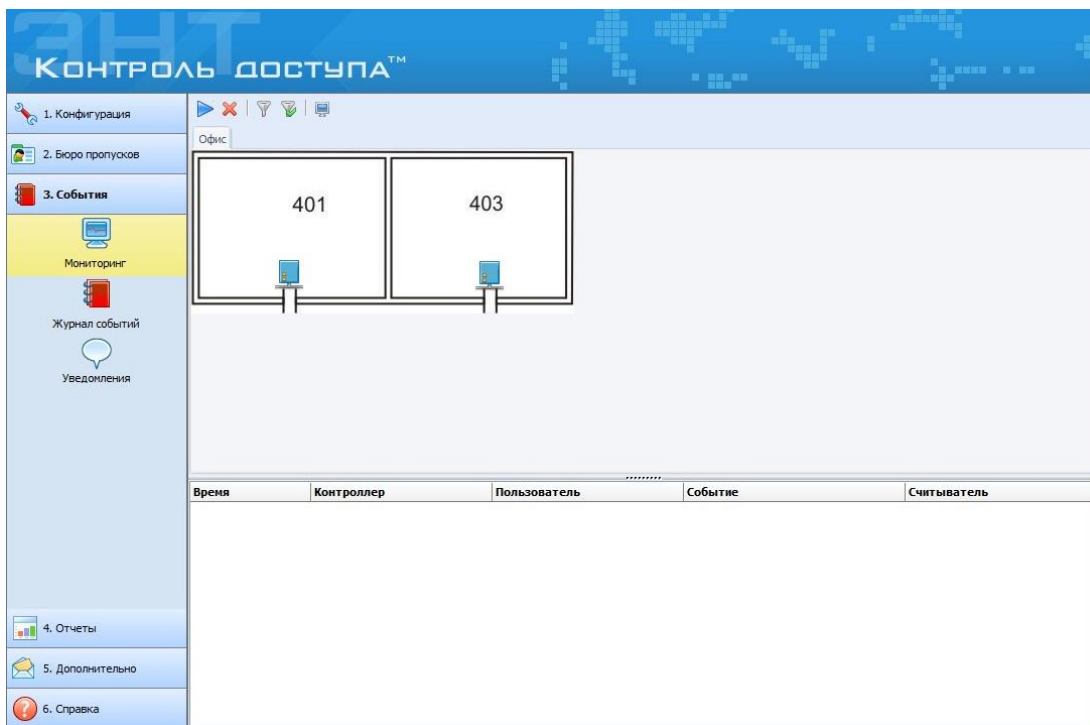 ЭНТ
Контроль доступа™
1. Конфигурация
2. Бюро пропусков
3. События
Мониторинг
Журнал событий
Уведомления
4. Отчеты
5. Дополнительно
6. Справка
Офис
401
403
Время Контроллер Пользователь Событие Считыватель